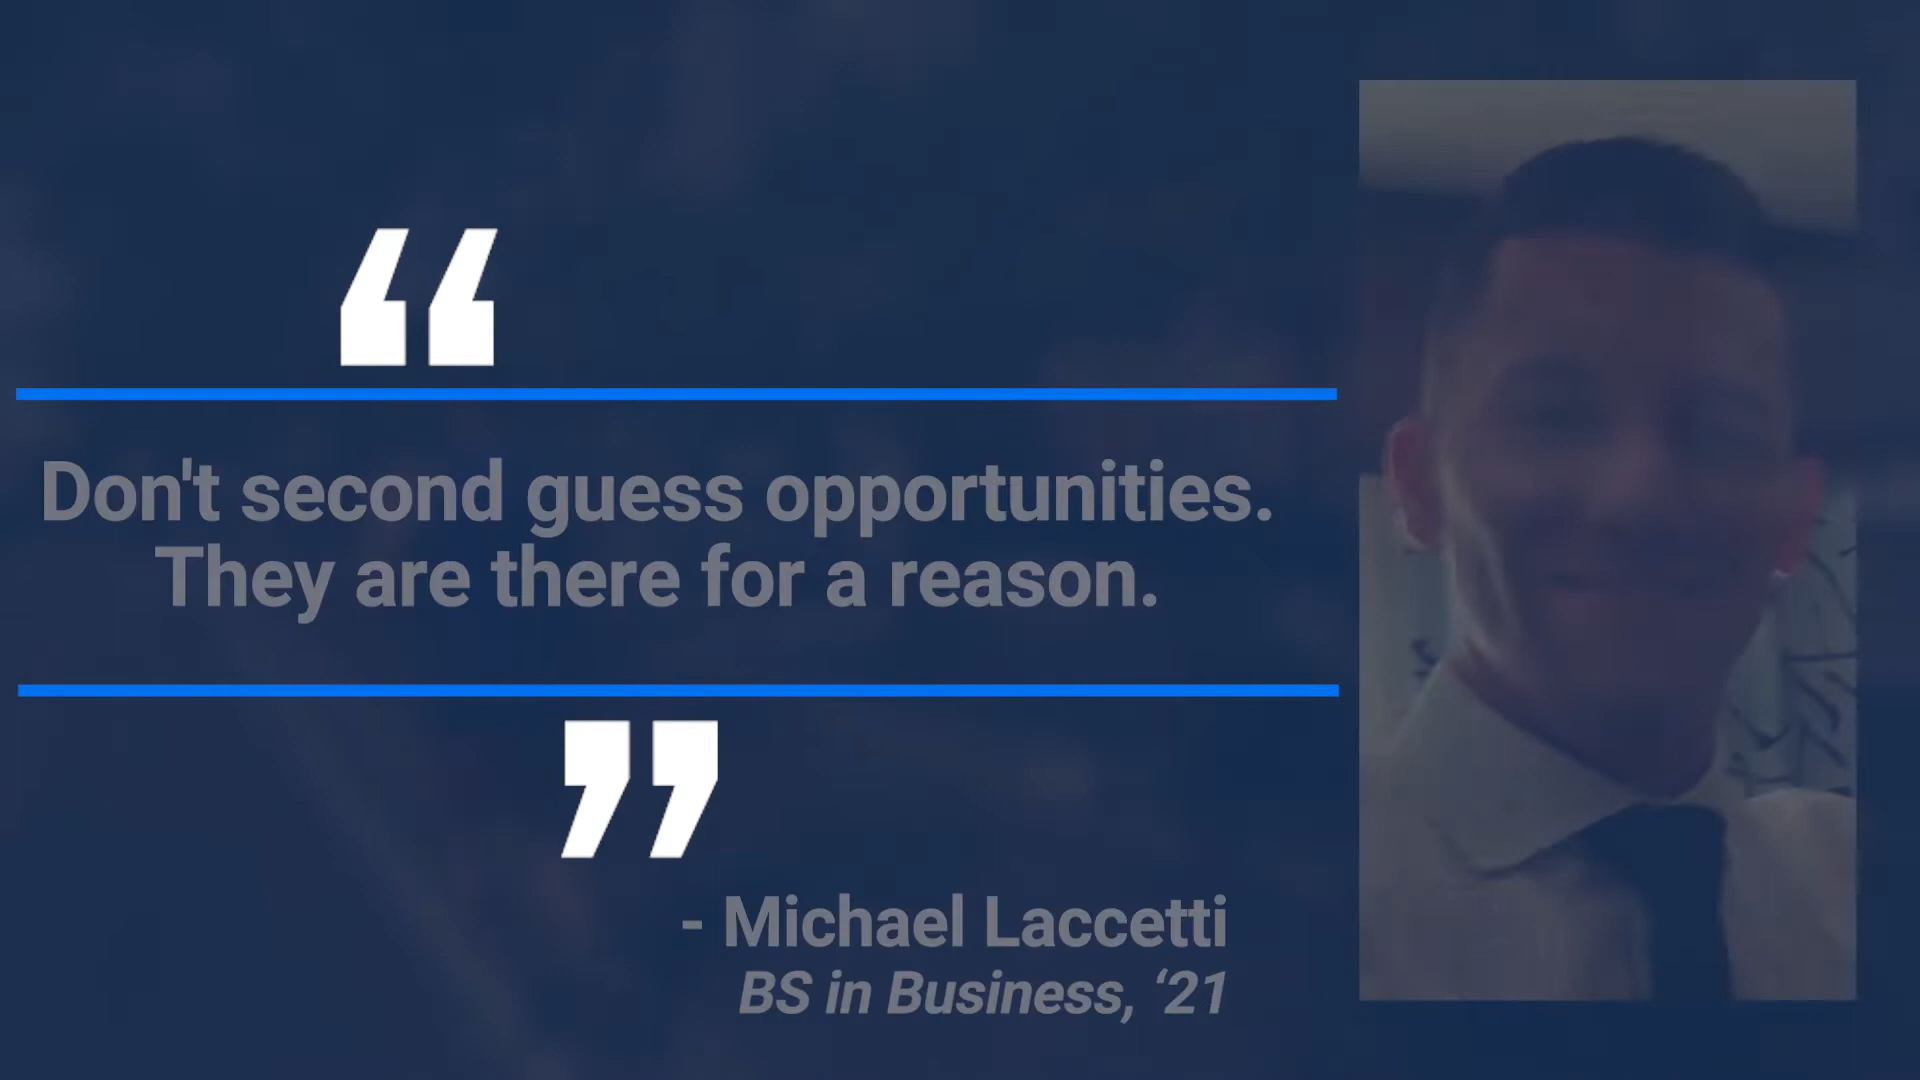 “
Don't second guess opportunities.
They are there for a reason.
”
- Michael Laccetti
BS in Business, ‘21